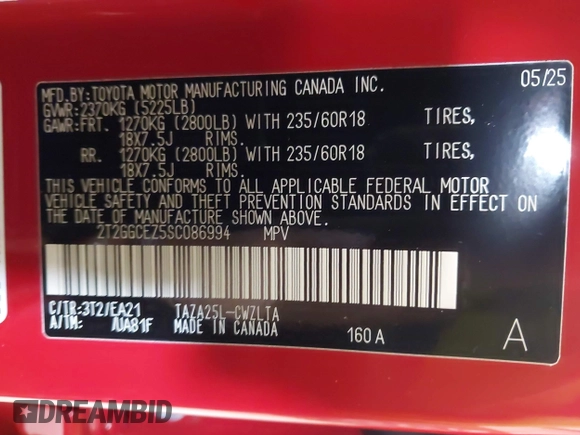 MFD.BY:TOYOTA MOTOR MANUFACTURING CANADA INC. 05/25
GVWR:2370KG (5225LB)
GAWR:FRT. 1270KG (2800LB) WITH 235/60R18 TIRES,
18X7.5J RIMS.
RR. 1270KG (2800LB) WITH 235/60R18 TIRES,
18X7.5J RIMS.
THIS VEHICLE CONFORMS TO ALL APPLICABLE FEDERAL MOTOR
VEHICLE SAFETY AND THEFT PREVENTION STANDARDS IN EFFECT ON
THE DATE OF MANUFACTURE SHOWN ABOVE.
2T2GGCEZ5SC086994 MPV
C/TR:3T2/EA21 TAZA25L-CWZLTA
A/TM: /UA81F MADE IN CANADA 160A A
DREAMBID